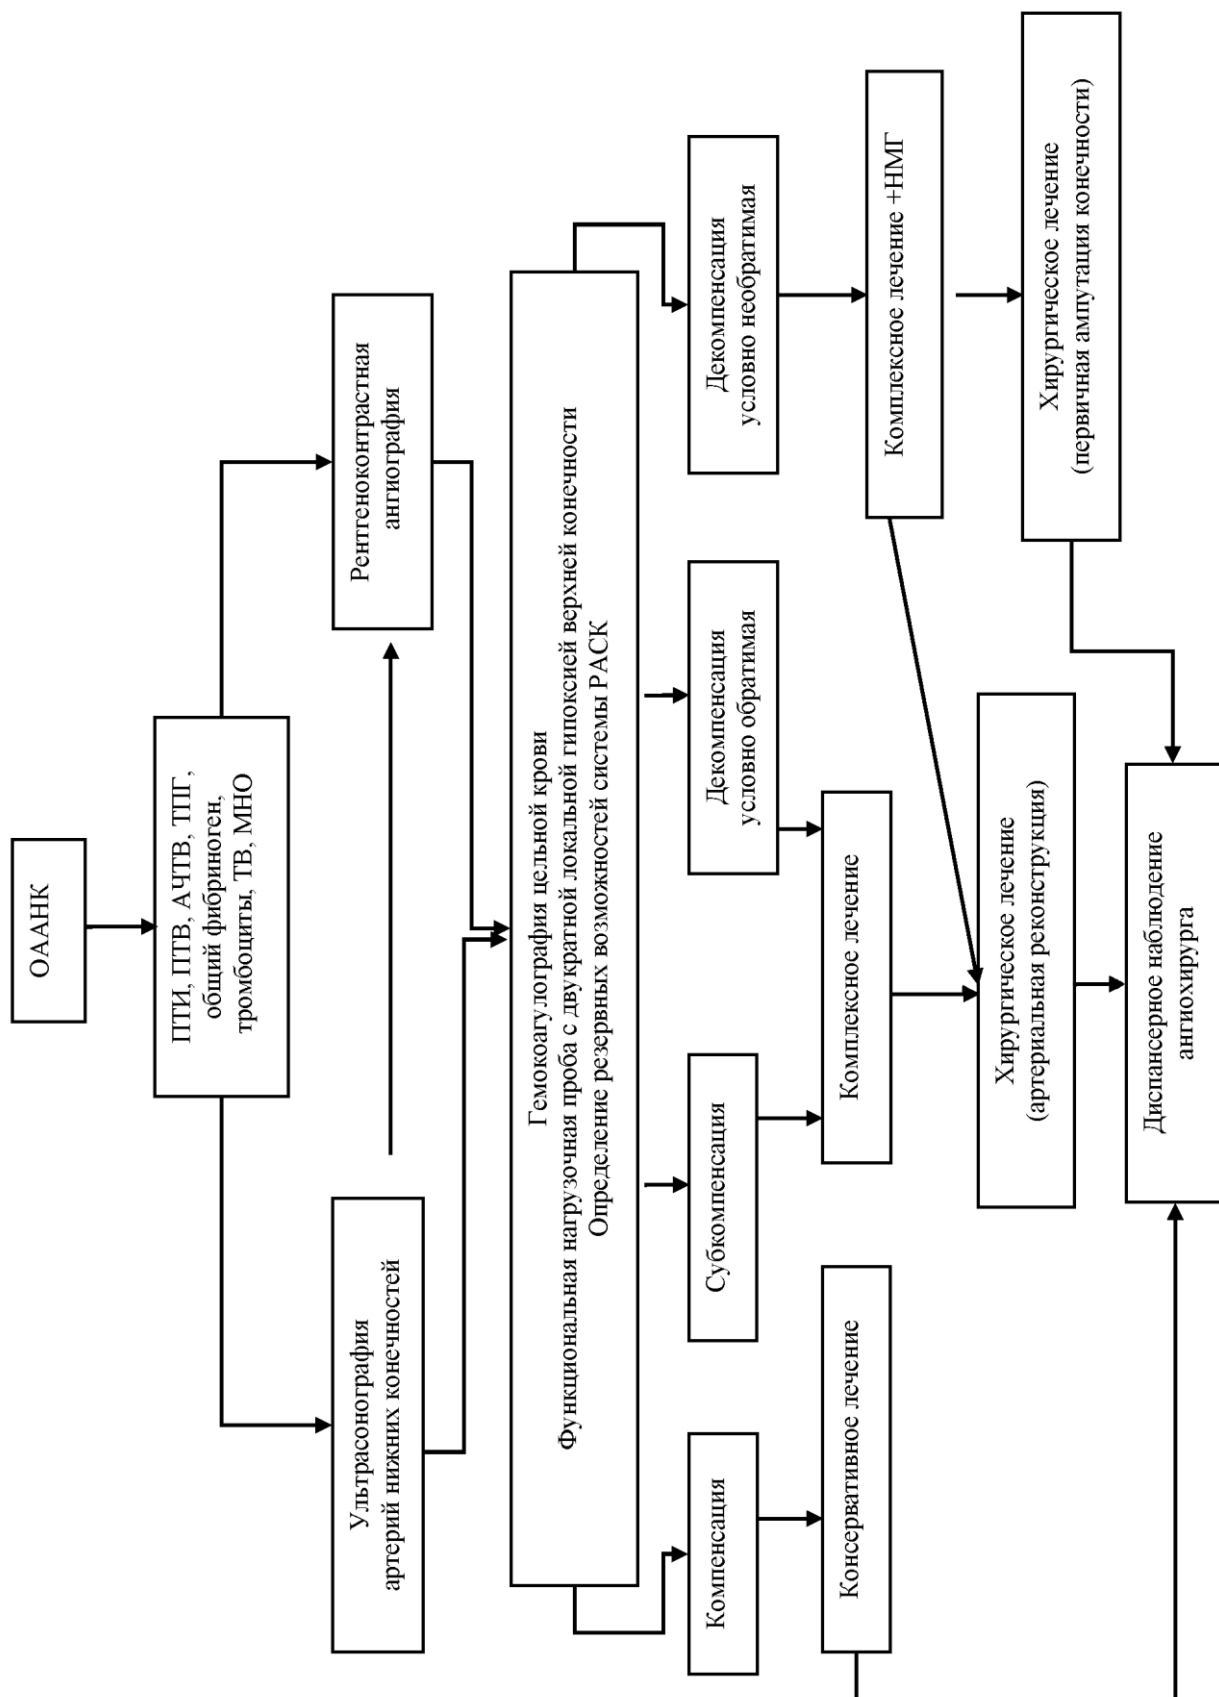 ОААНК
ПТИ, ПТВ, АЧТВ, ТПГ,
общий фибриноген,
тромбоциты, ТВ, МНО
Ультрасонография
артерий нижних конечностей
Рентгеноконтрастная
ангиография
Гемокоагулография цельной крови
Функциональная нагрузочная проба с двукратной локальной гипоксией верхней конечности
Определение резервных возможностей системы РАСК
Компенсация
Субкомпенсация
Декомпенсация
условно обратимая
Декомпенсация
условно необратимая
Консервативное лечение
Комплексное лечение
Комплексное лечение +НМГ
Хирургическое лечение
(артериальная реконструкция)
Хирургическое лечение
(первичная ампутация конечности)
Диспансерное наблюдение
ангиохирурга